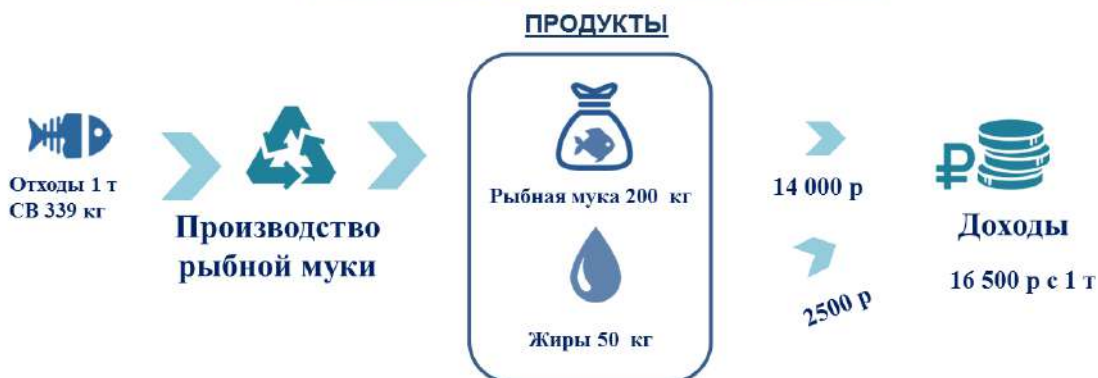 ПРОДУКТЫ
Отходы 1 т
СВ 339 кг
Производство
рыбной муки
Рыбная мука 200 кг
Жиры 50 кг
14 000 р
2500 р
Доходы
16 500 р с 1 т